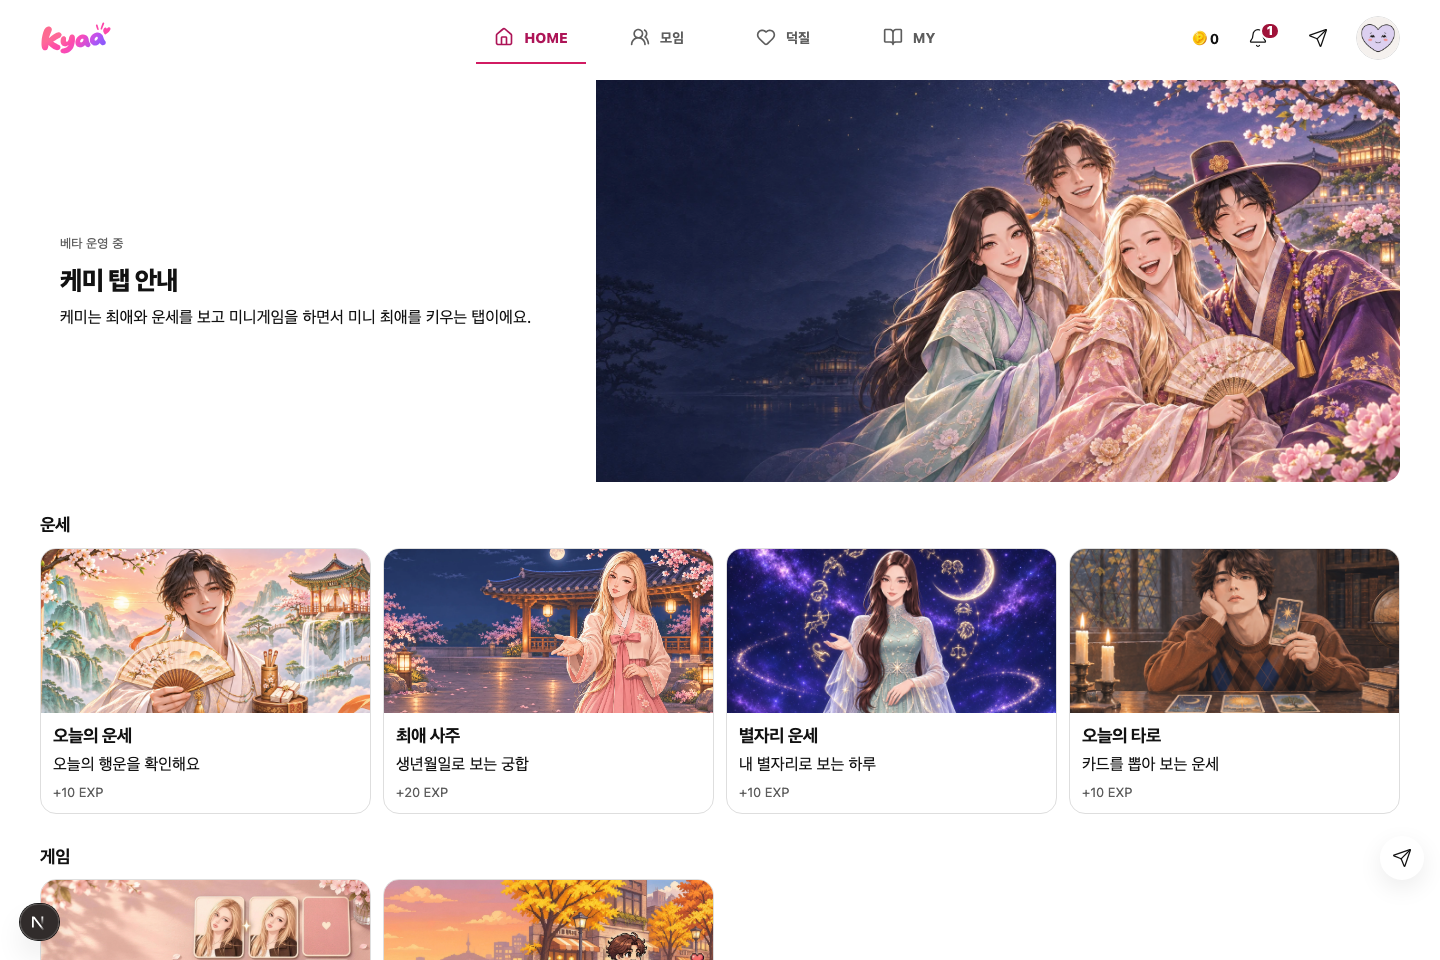 kyaa
HOME
모임
덕질
MY
0
1
베타 운영 중
케미 탭 안내
케미는 최애와 운세를 보고 미니게임을 하면서 미니 최애를 키우는 탭이에요.
운세
오늘의 운세
오늘의 행운을 확인해요
+10 EXP
최애 사주
생년월일로 보는 궁합
+20 EXP
별자리 운세
내 별자리로 보는 하루
+10 EXP
오늘의 타로
카드를 뽑아 보는 운세
+10 EXP
게임
N